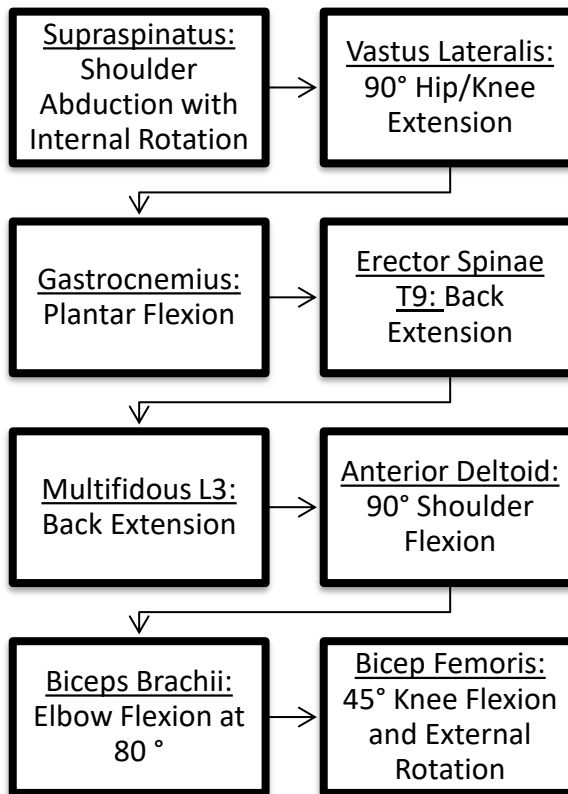 Supraspinatus:
Shoulder
Abduction with
Internal Rotation
Vastus Lateralis:
90° Hip/Knee
Extension
Gastrocnemius:
Plantar Flexion
Erector Spinae
T9: Back
Extension
Multifidous L3:
Back Extension
Anterior Deltoid:
90° Shoulder
Flexion
Biceps Brachii:
Elbow Flexion at
80 °
Bicep Femoris:
45° Knee Flexion
and External
Rotation